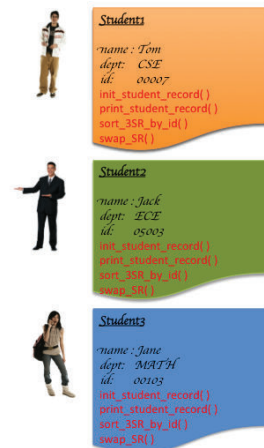 Student1
name : Tom
dept: CSE
id: 00007
init_student_record( )
print_student_record( )
sort_3SR_by_id( )
swap_SR( )
Student2
name : Jack
dept: ECE
id: 05003
init_student_record( )
print_student_record( )
sort_3SR_by_id( )
swap_SR( )
Student3
name : Jane
dept: MATH
id: 00103
init_student_record( )
print_student_record( )
sort_3SR_by_id( )
swap_SR( )